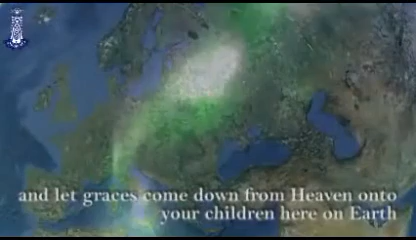 and let graces come down from Heaven onto
your children here on Earth